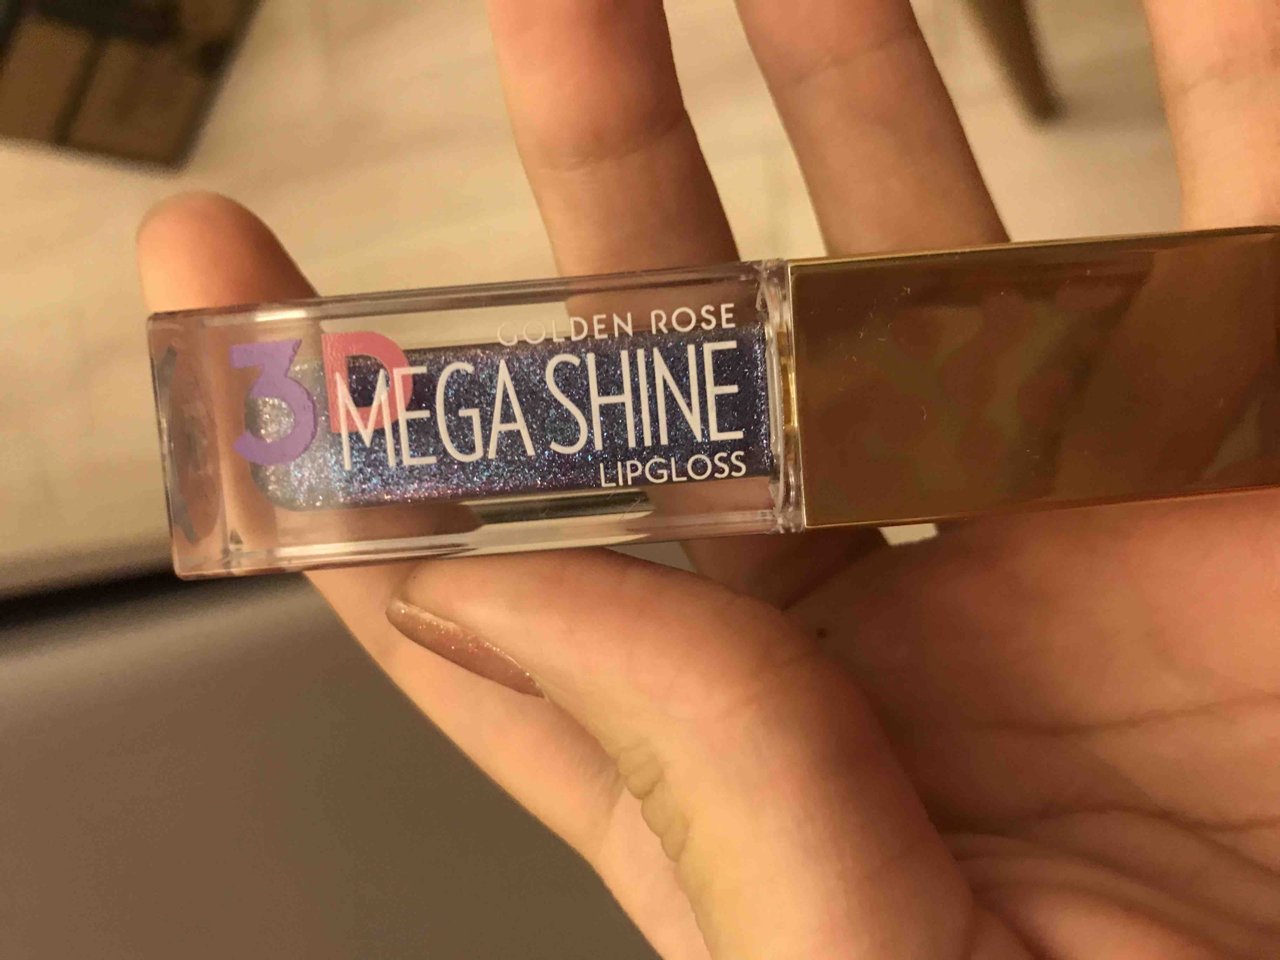 GOLDEN ROSE
3D
MEGA SHINE
LIPGLOSS